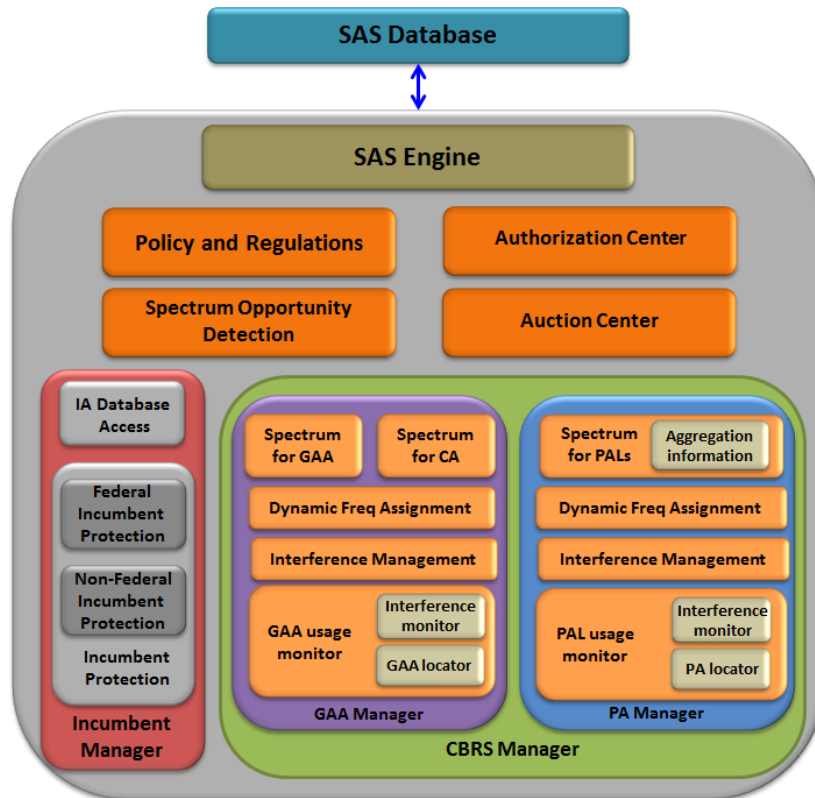 SAS Database
SAS Engine
Policy and Regulations
Authorization Center
Spectrum Opportunity
Detection
Auction Center
IA Database
Access
Federal
Incumbent
Protection
Non-Federal
Incumbent
Protection
Incumbent
Protection
Incumbent
Manager
Spectrum
for GAA
Spectrum
for CA
Dynamic Freq Assignment
Interference Management
GAA usage
monitor
Interference
monitor
GAA locator
GAA Manager
Spectrum
for PALs
Aggregation
information
Dynamic Freq Assignment
Interference Management
PAL usage
monitor
Interference
monitor
PA locator
PA Manager
CBRS Manager